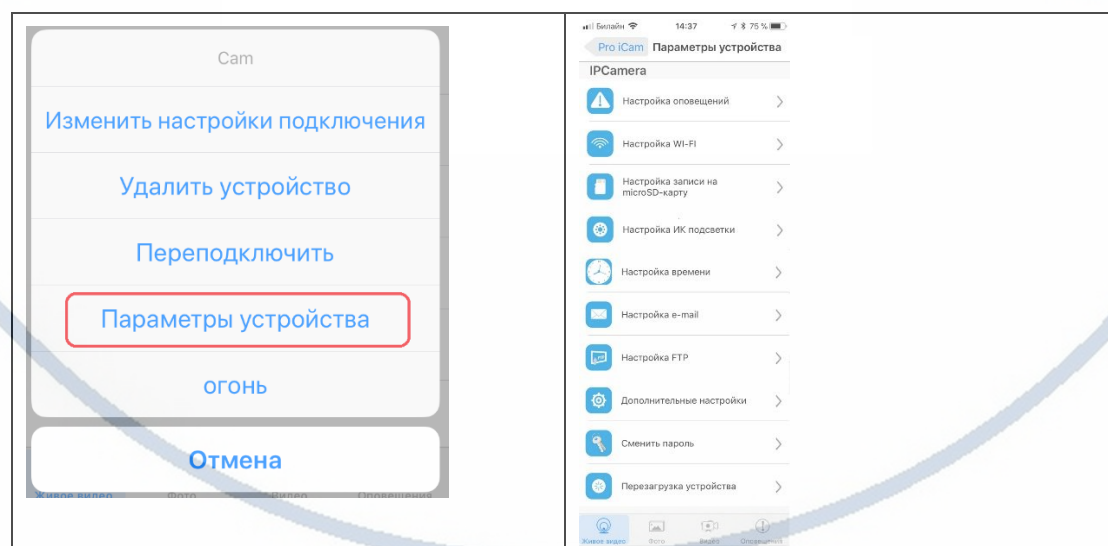 Cam
Изменить настройки подключения
Удалить устройство
Переподключить
Параметры устройства
огонь
Отмена
Живое видео Фото Видео Оповещения
Билайн 14:37 75 %
Pro iCam Параметры устройства
IPCamera
Настройка оповещений
Настройка WI-FI
Настройка записи на
microSD-карту
Настройка ИК подсветки
Настройка времени
Настройка e-mail
Настройка FTP
Дополнительные настройки
Сменить пароль
Перезагрузка устройства
Живое видео Фото Видео Оповещения